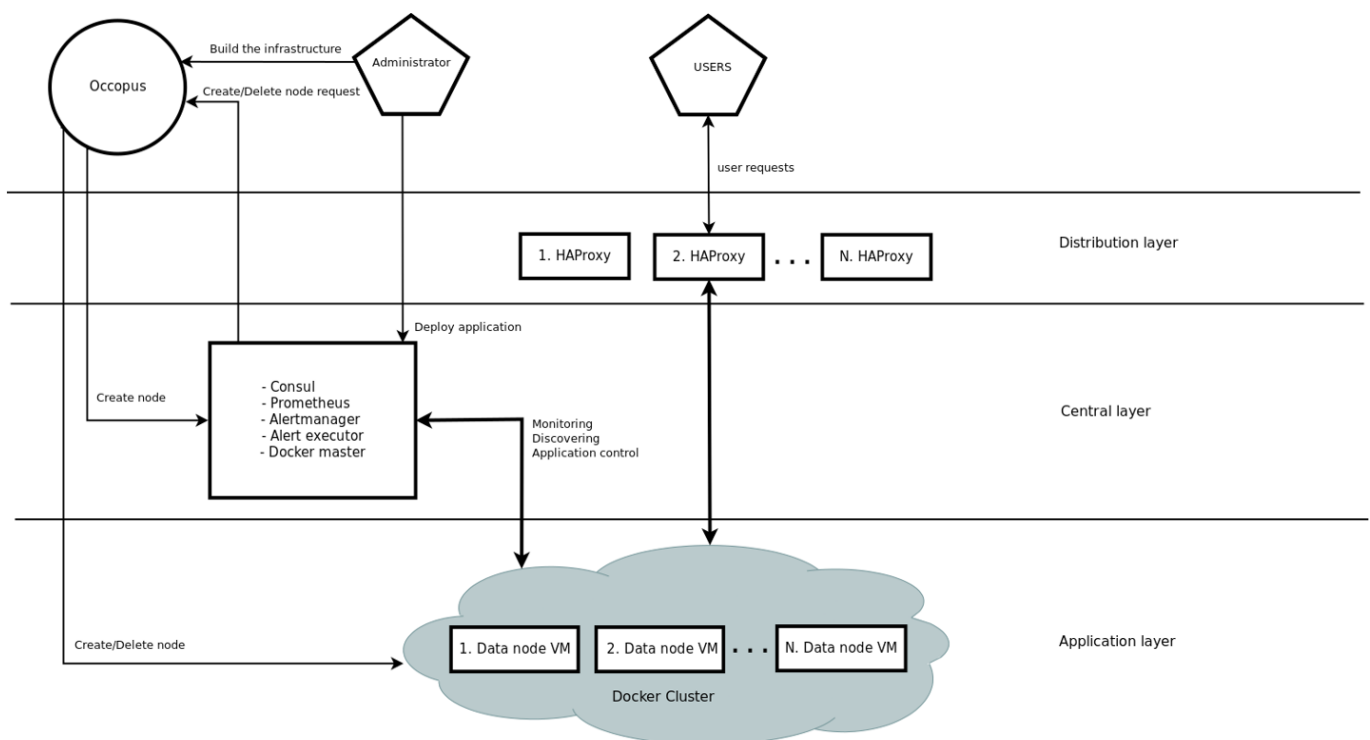 Build the infrastructure
Administrator
USERS
Occopus
Create/Delete node request
user requests
1. HAProxy
2. HAProxy
. . .
N. HAProxy
Distribution layer
Deploy application
- Consul
- Prometheus
- Alertmanager
- Alert executor
- Docker master
Create node
Monitoring
Discovering
Application control
Central layer
Create/Delete node
1. Data node VM
2. Data node VM
. . .
N. Data node VM
Docker Cluster
Application layer